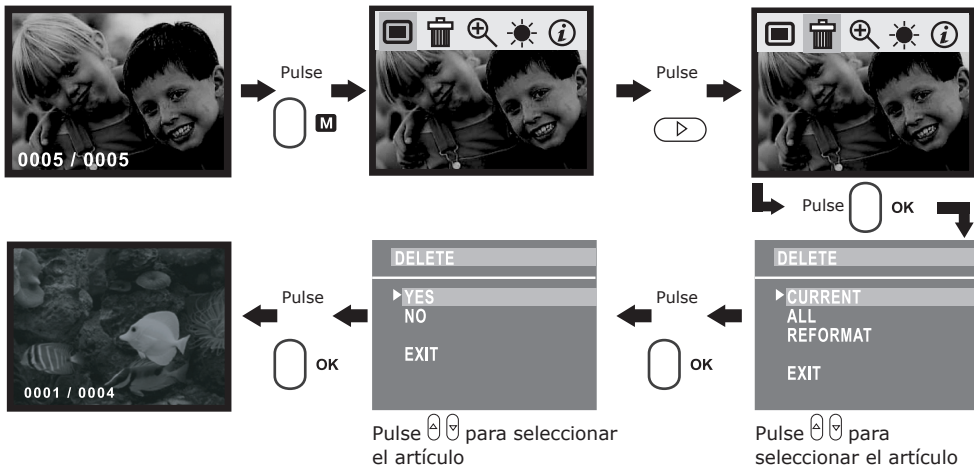 Pulse
M
0005 / 0005
Pulse
Pulse OK
DELETE
CURRENT
ALL
REFORMAT
EXIT
Pulse para
seleccionar el artículo
Pulse
OK
DELETE
YES
NO
EXIT
Pulse para seleccionar
el artículo
Pulse
OK
0001 / 0004